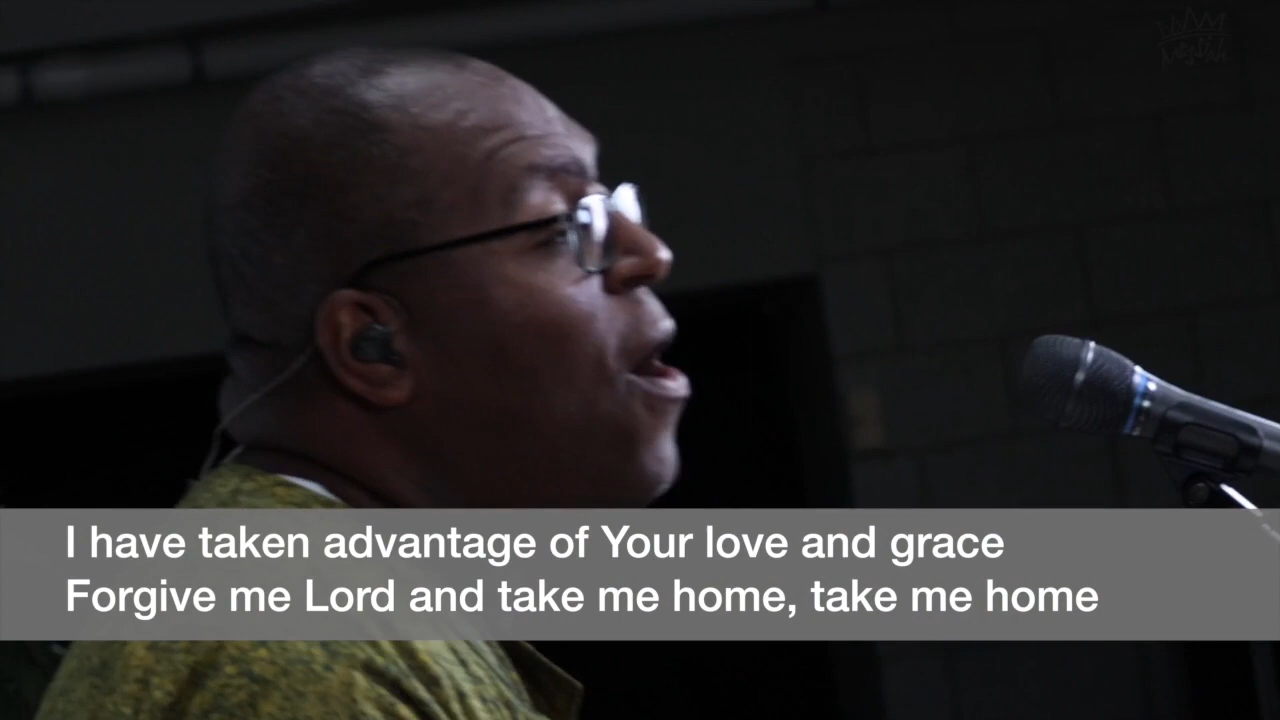 I have taken advantage of Your love and grace
Forgive me Lord and take me home, take me home